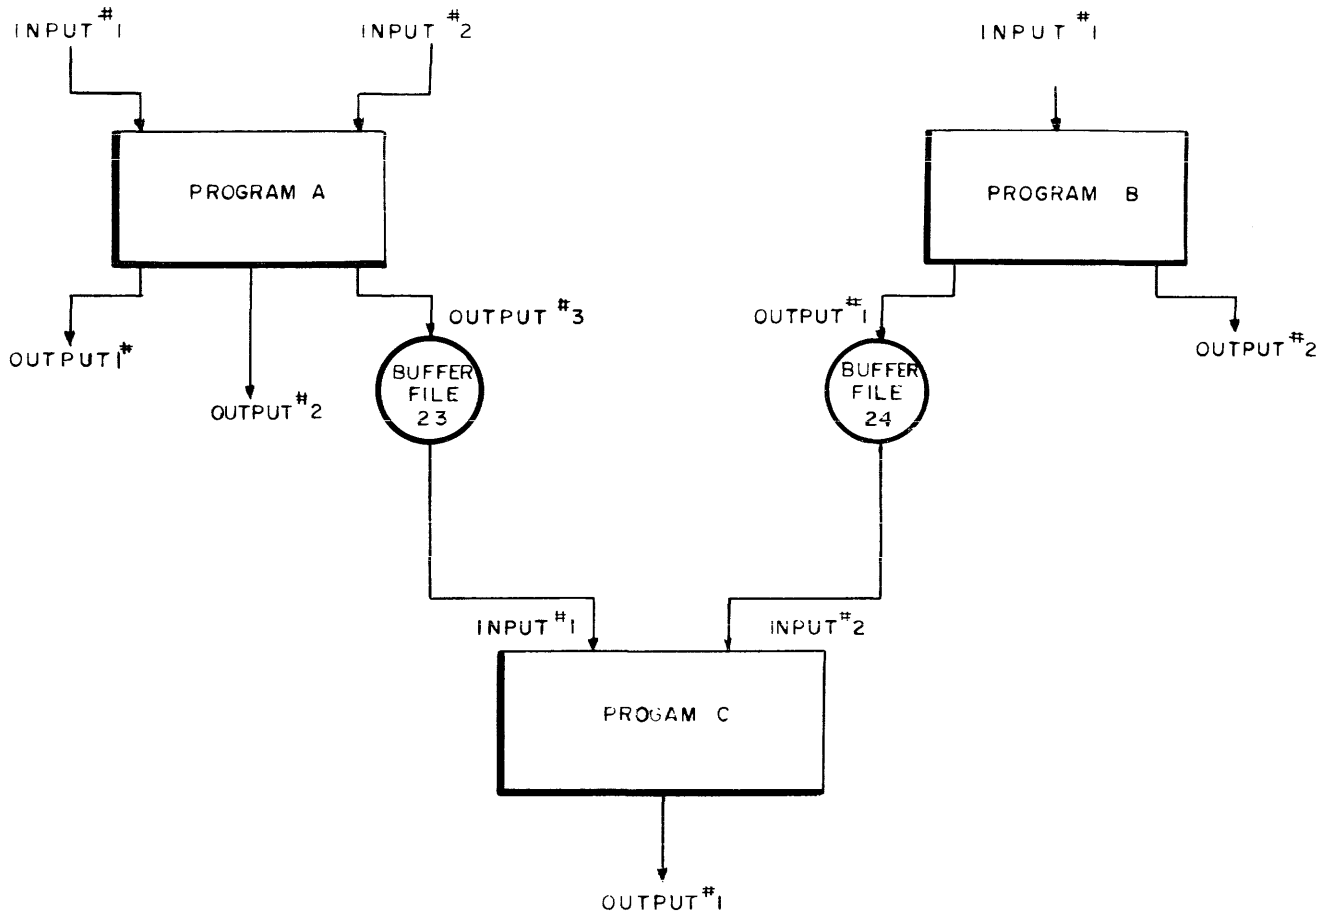 INPUT #1
INPUT #2
INPUT #1
PROGRAM A
PROGRAM B
OUTPUT #3
OUTPUT #1
OUTPUT1#
OUTPUT #2
OUTPUT #2
BUFFER
FILE
23
BUFFER
FILE
24
INPUT #1
INPUT #2
PROGAM C
OUTPUT #1